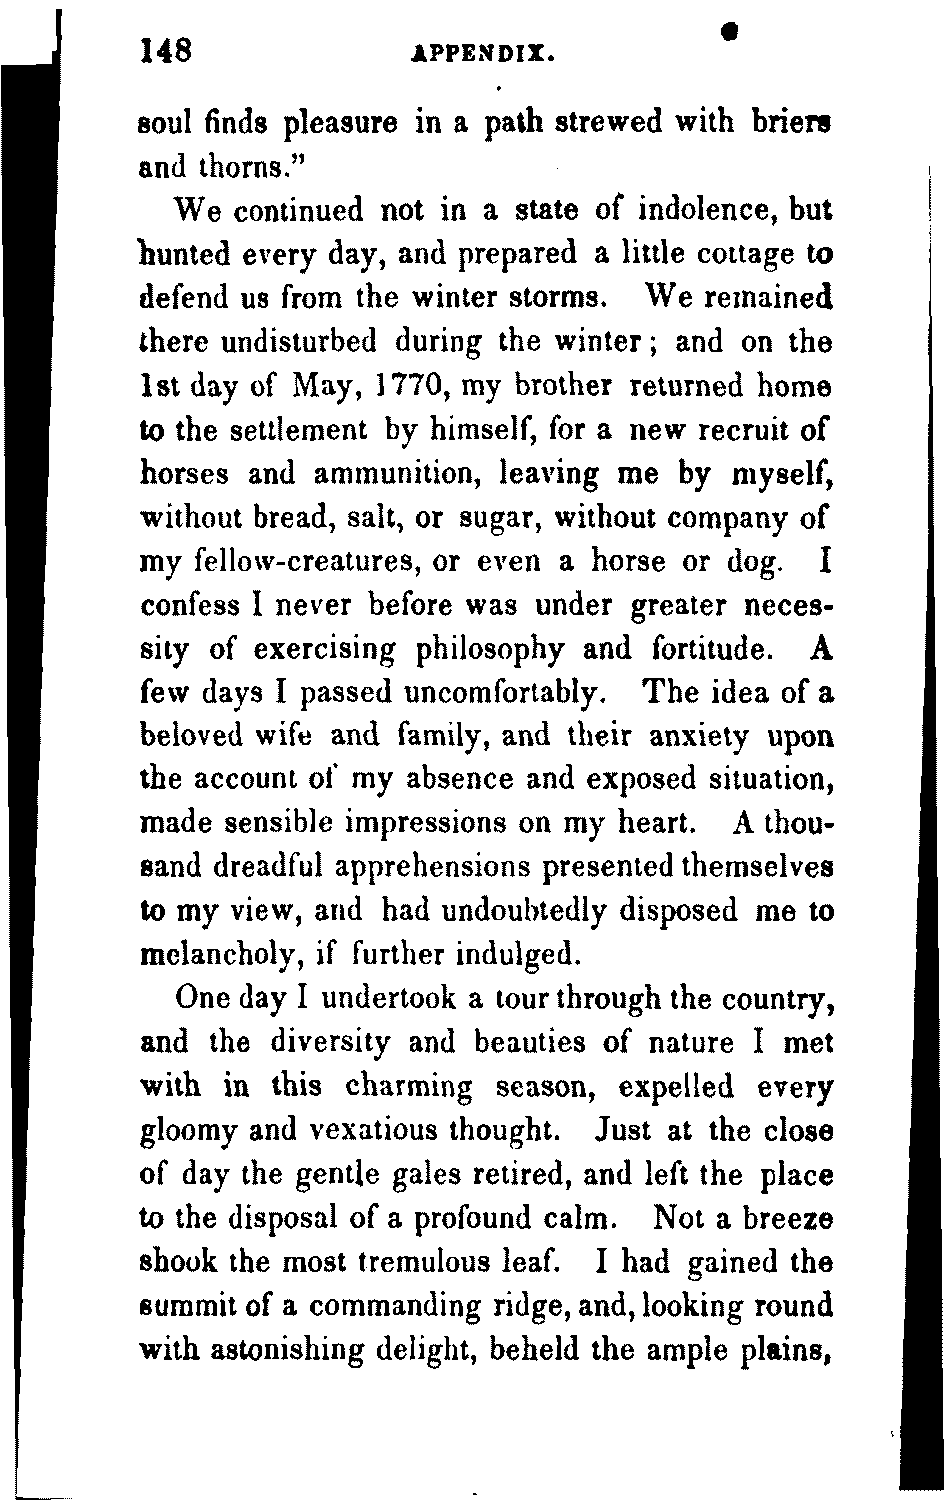 148 APPENDIX.
soul finds pleasure in a path strewed with briers
and thorns.”
We continued not in a state of indolence, but
hunted every day, and prepared a little cottage to
defend us from the winter storms. We remained
there undisturbed during the winter; and on the
1st day of May, 1770, my brother returned home
to the settlement by himself, for a new recruit of
horses and ammunition, leaving me by myself,
without bread, salt, or sugar, without company of
my fellow-creatures, or even a horse or dog. I
confess I never before was under greater neces-
sity of exercising philosophy and fortitude. A
few days I passed uncomfortably. The idea of a
beloved wife and family, and their anxiety upon
the account of my absence and exposed situation,
made sensible impressions on my heart. A thou-
sand dreadful apprehensions presented themselves
to my view, and had undoubtedly disposed me to
melancholy, if further indulged.
One day I undertook a tour through the country,
and the diversity and beauties of nature I met
with in this charming season, expelled every
gloomy and vexatious thought. Just at the close
of day the gentle gales retired, and left the place
to the disposal of a profound calm. Not a breeze
shook the most tremulous leaf. I had gained the
summit of a commanding ridge, and, looking round
with astonishing delight, beheld the ample plains,